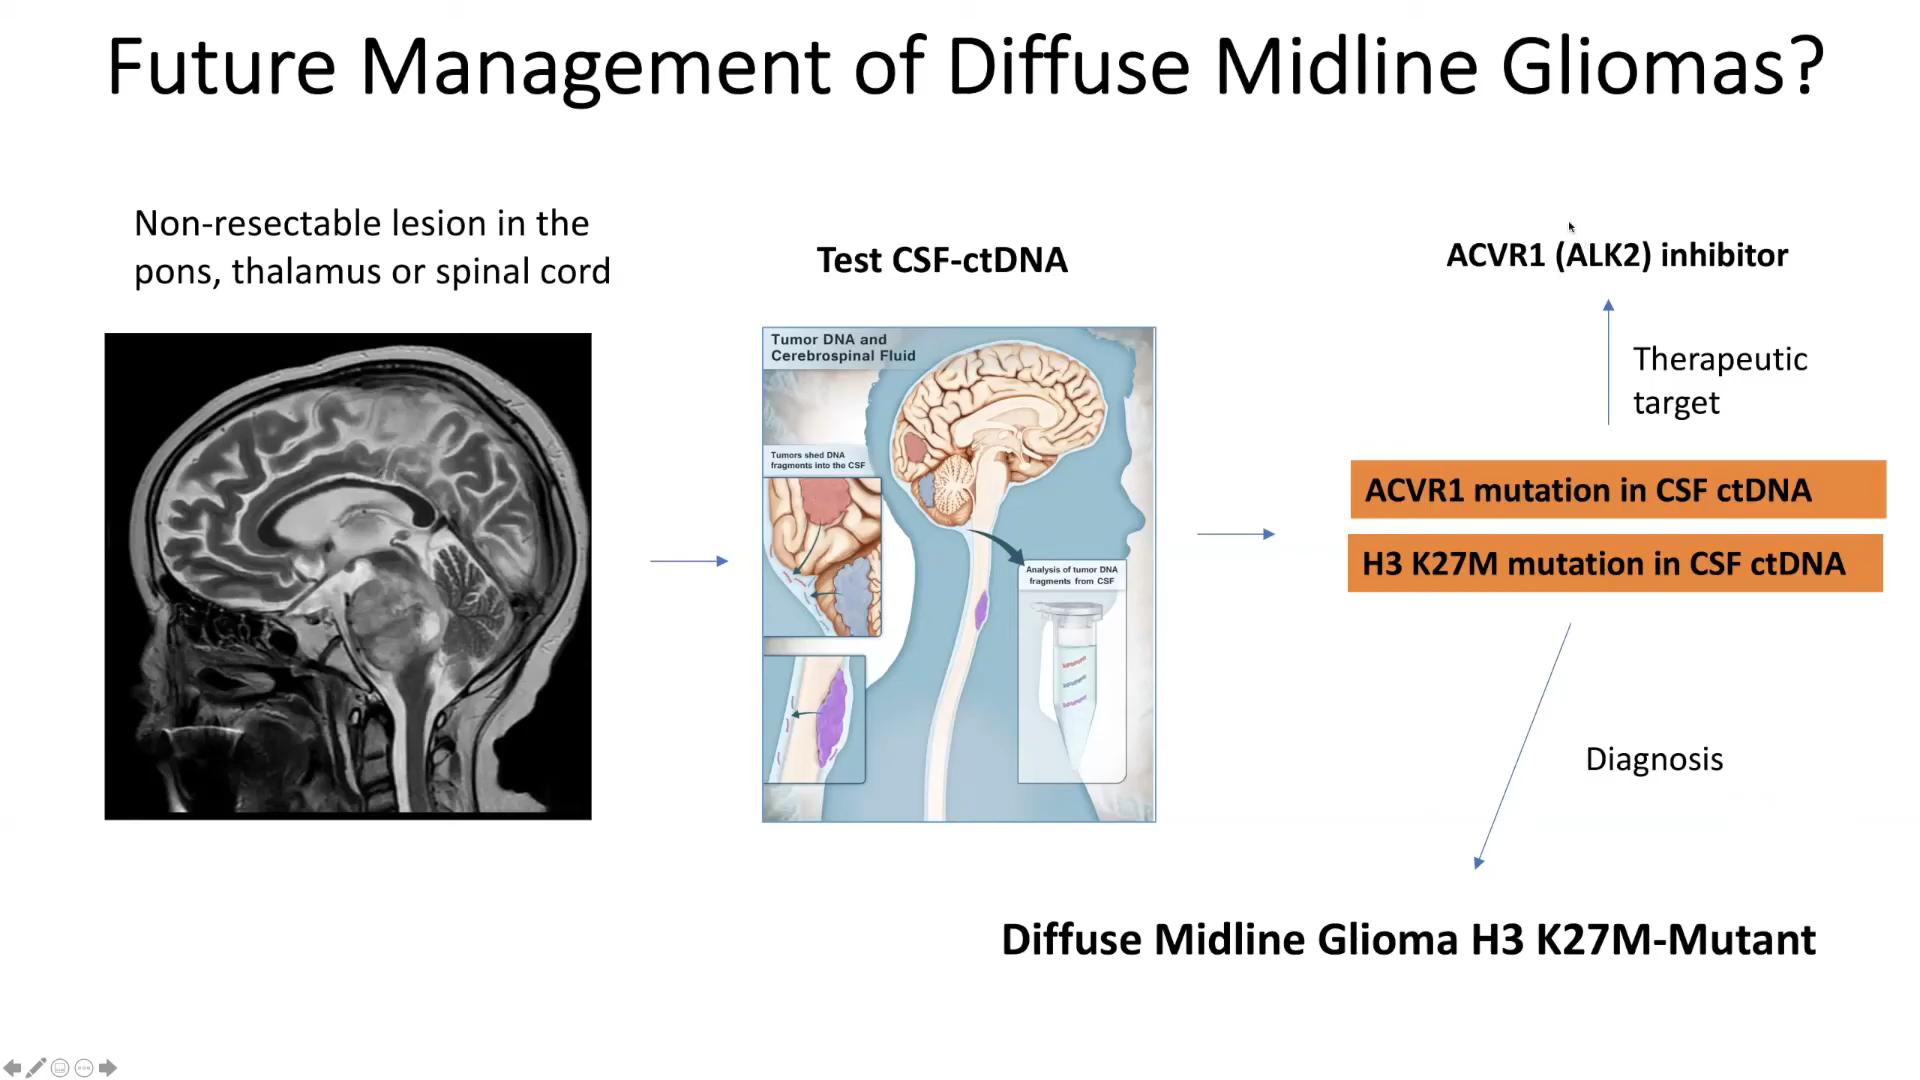 Future Management of Diffuse Midline Gliomas?
Non-resectable lesion in the
pons, thalamus or spinal cord
Test CSF-ctDNA
Tumor DNA and
Cerebrospinal Fluid
Tumors shed DNA
fragments into the CSF
Analysis of tumor DNA
fragments from CSF
ACVR1 (ALK2) inhibitor
Therapeutic
target
ACVR1 mutation in CSF ctDNA
H3 K27M mutation in CSF ctDNA
Diagnosis
Diffuse Midline Glioma H3 K27M-Mutant